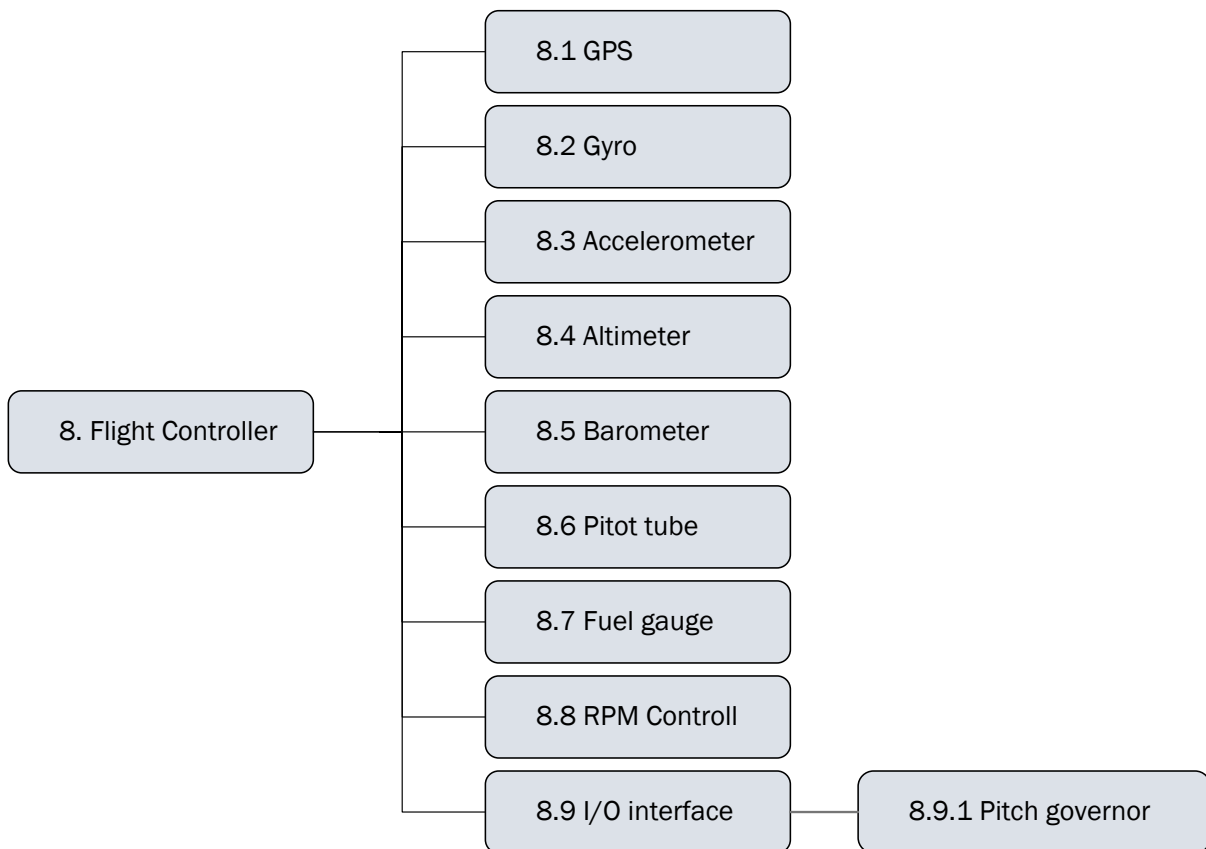 8.1 GPS
8.2 Gyro
8.3 Accelerometer
8.4 Altimeter
8. Flight Controller
8.5 Barometer
8.6 Pitot tube
8.7 Fuel gauge
8.8 RPM Controll
8.9 I/O interface
8.9.1 Pitch governor